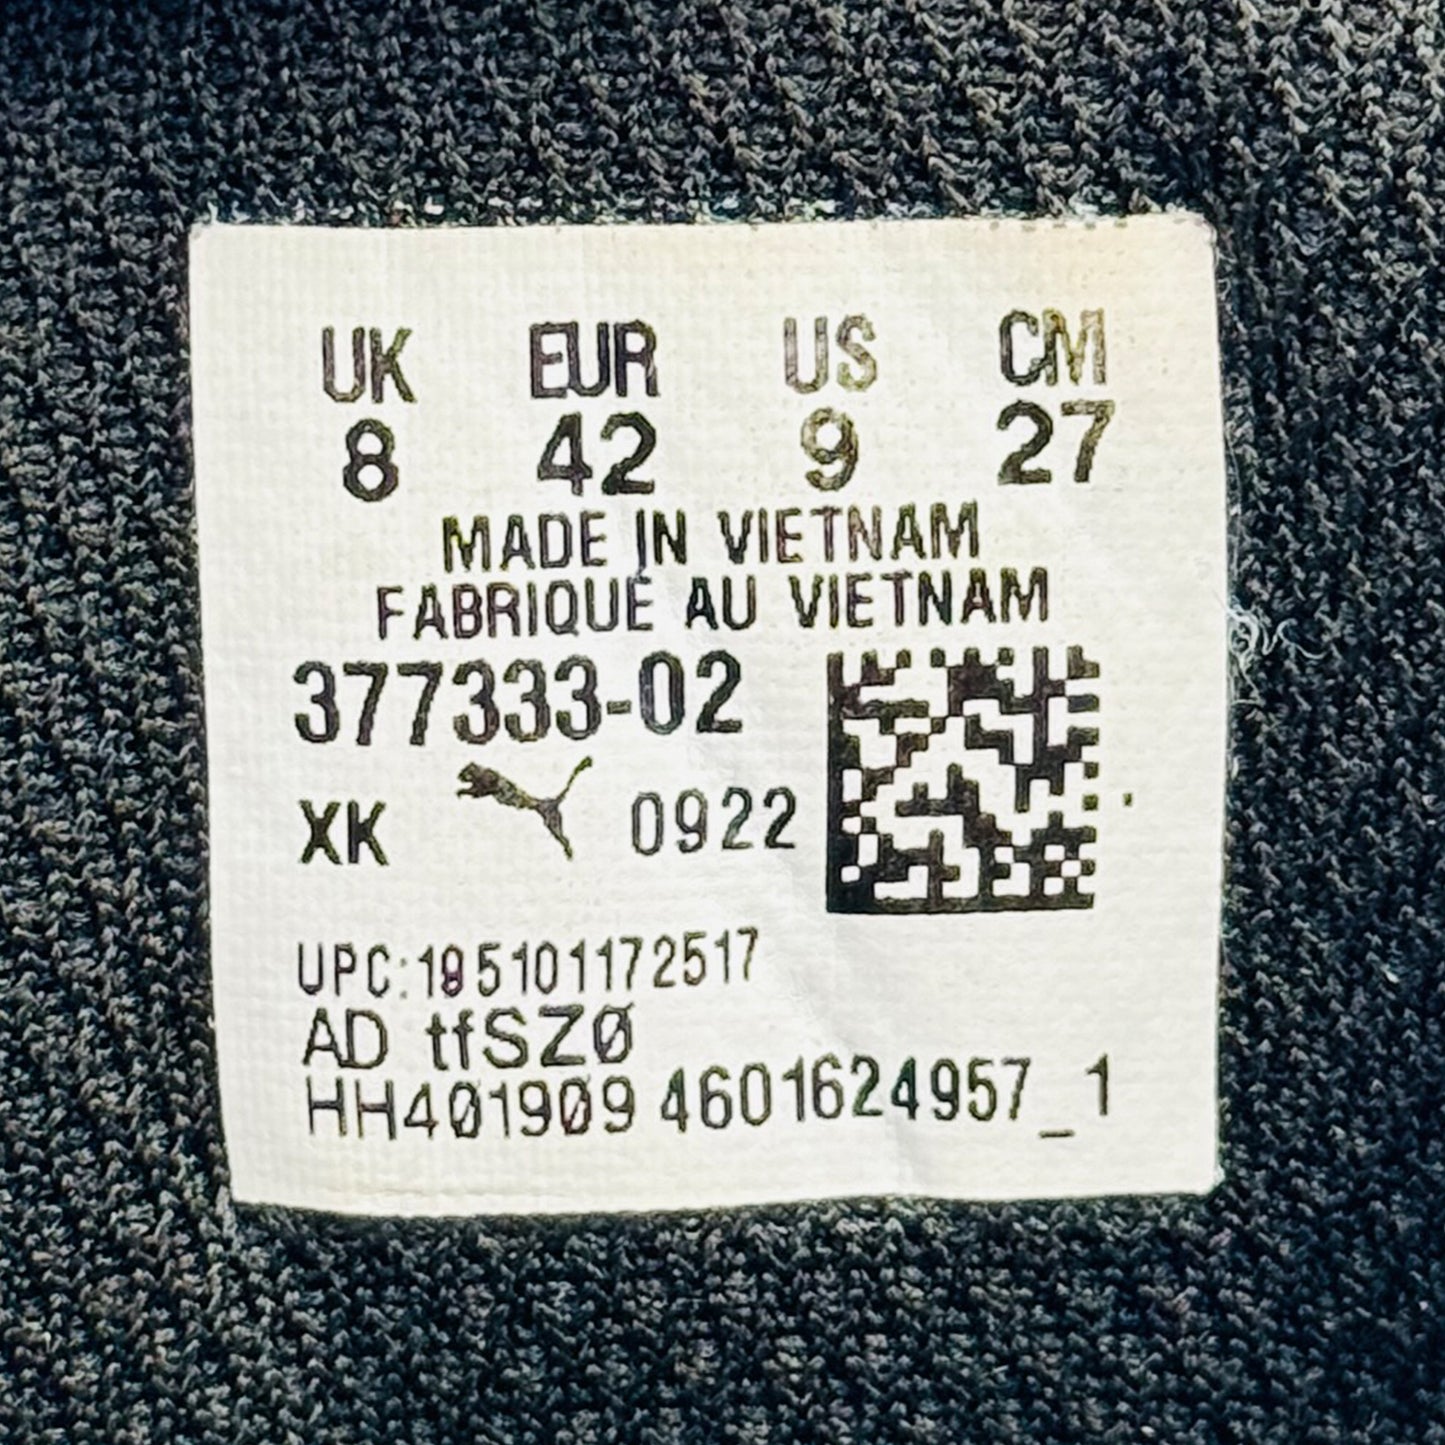 UK EUR US CM
8 42 9 27
MADE IN VIETNAM
FABRIQUÉ AU VIETNAM
377333-02
XK 0922
UPC:195101172517
AD tfSZ0
HH401909 4601624957_1